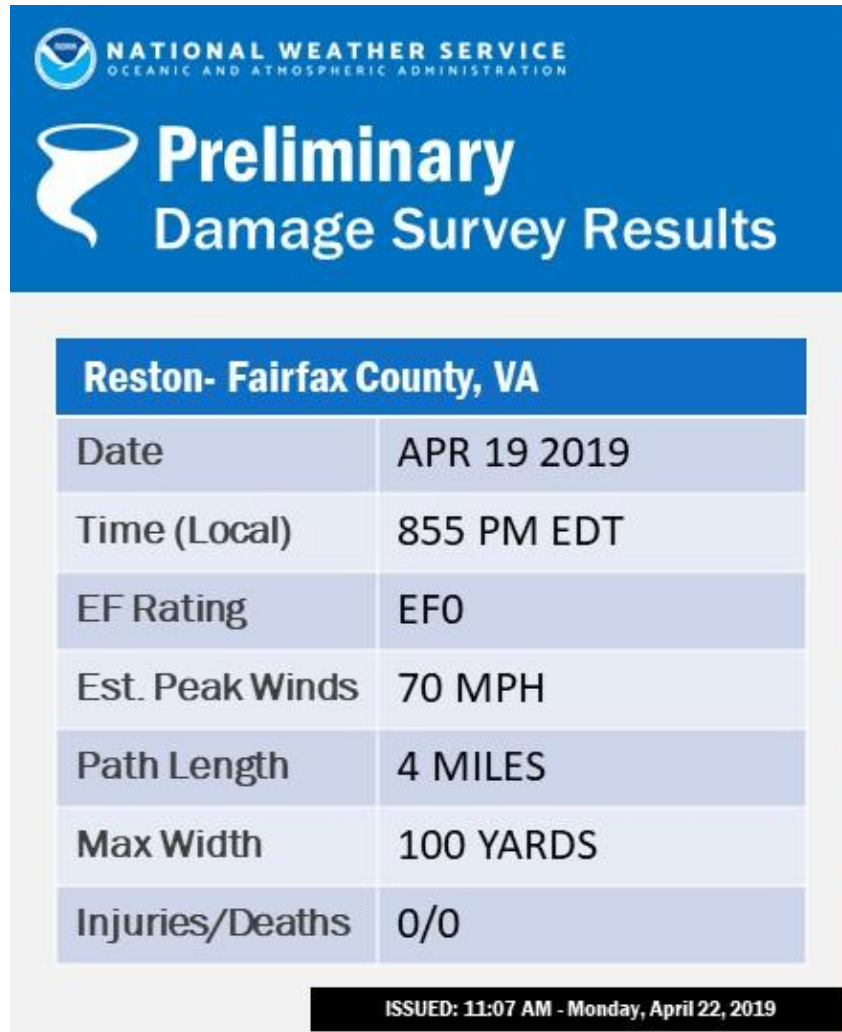 NATIONAL WEATHER SERVICE
OCEANIC AND ATMOSPHERIC ADMINISTRATION
Preliminary
Damage Survey Results
Reston- Fairfax County, VA
Date APR 19 2019
Time (Local) 855 PM EDT
EF Rating EF0
Est. Peak Winds 70 MPH
Path Length 4 MILES
Max Width 100 YARDS
Injuries/Deaths 0/0
ISSUED: 11:07 AM - Monday, April 22, 2019